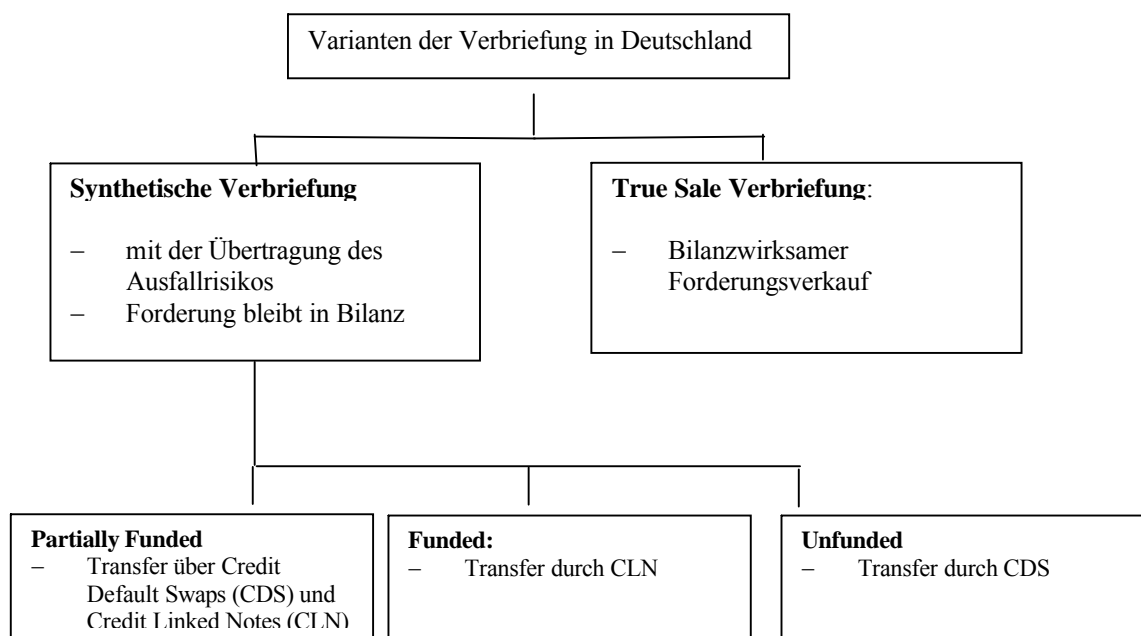 Varianten der Verbriefung in Deutschland
Synthetische Verbriefung
– mit der Übertragung des
Ausfallrisikos
– Forderung bleibt in Bilanz
True Sale Verbriefung:
– Bilanzwirksamer
Forderungsverkauf
Partially Funded
– Transfer über Credit
Default Swaps (CDS) und
Credit Linked Notes (CLN)
Funded:
– Transfer durch CLN
Unfunded
– Transfer durch CDS